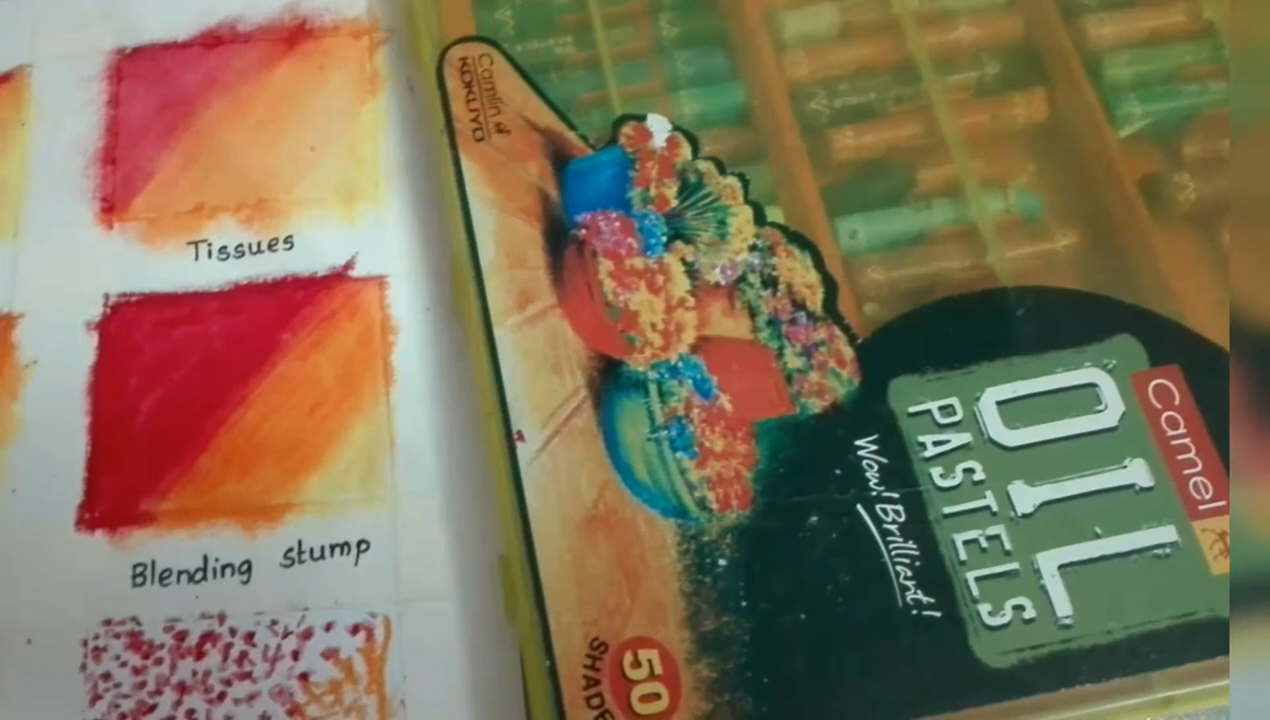 Tissues
Blending stump
Camlin
KOKUYO
Camel
OIL
PASTELS
Wow! Brilliant!
50
SHADE